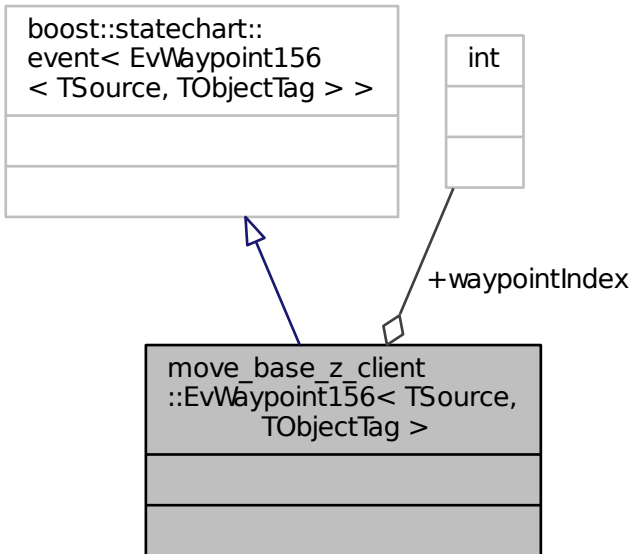 boost::statechart::
event< EvWaypoint156
< TSource, TObjectTag > >
int
+waypointIndex
move_base_z_client
::EvWaypoint156< TSource,
TObjectTag >